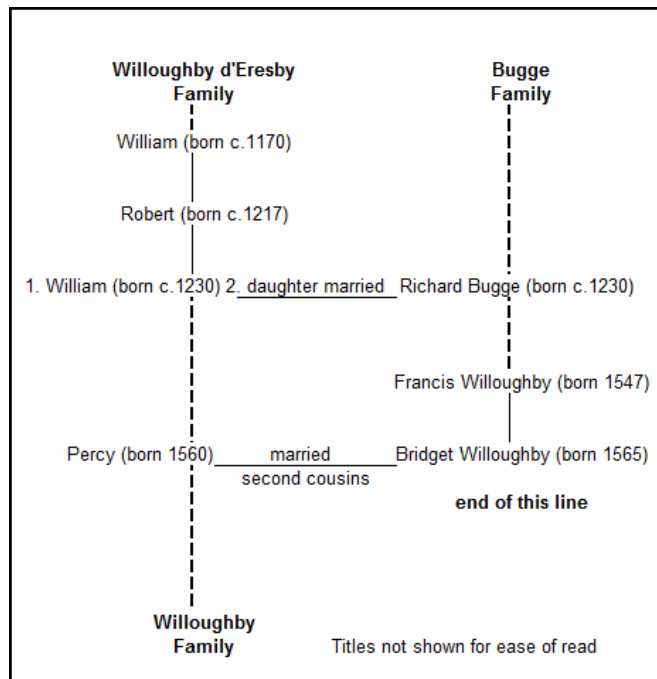 Willoughby d'Eresby
Family
Bugge
Family
William (born c.1170)
Robert (born c.1217)
1. William (born c.1230) 2. daughter married Richard Bugge (born c.1230)
Francis Willoughby (born 1547)
Percy (born 1560) married Bridget Willoughby (born 1565)
second cousins
end of this line
Willoughby
Family
Titles not shown for ease of read